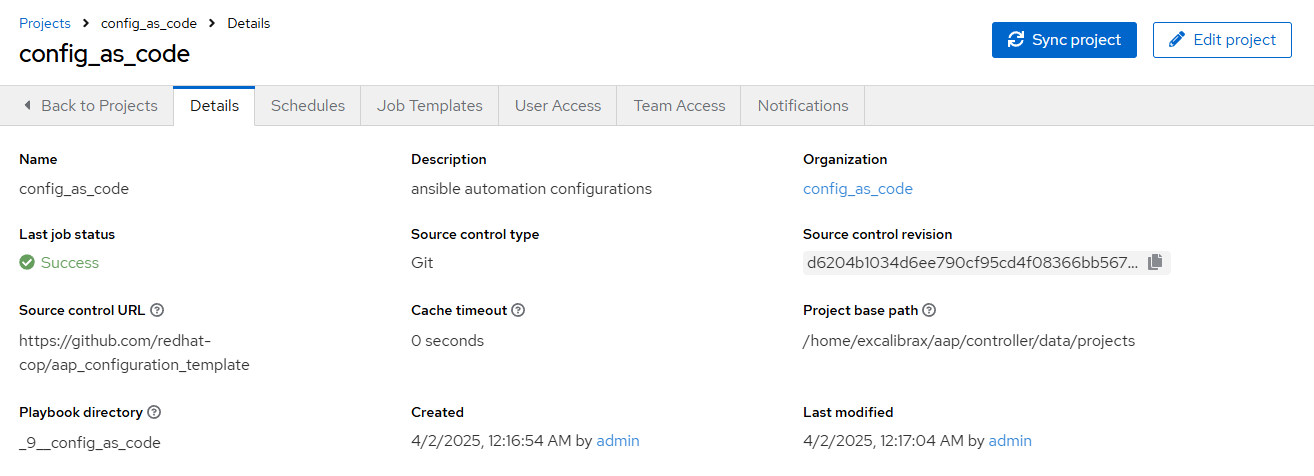 Projects > config_as_code > Details
config_as_code
Sync project
Edit project
Back to Projects Details Schedules Job Templates User Access Team Access Notifications
Name Description Organization
config_as_code ansible automation configurations config_as_code
Last job status Source control type Source control revision
Success Git d6204b1034d6ee790cf95cd4f08366bb567...
Source control URL Cache timeout Project base path
https://github.com/redhat- 0 seconds /home/excalibrax/aap/controller/data/projects
cop/aap_configuration_template
Playbook directory Created Last modified
_9__config_as_code 4/2/2025, 12:16:54 AM by admin 4/2/2025, 12:17:04 AM by admin